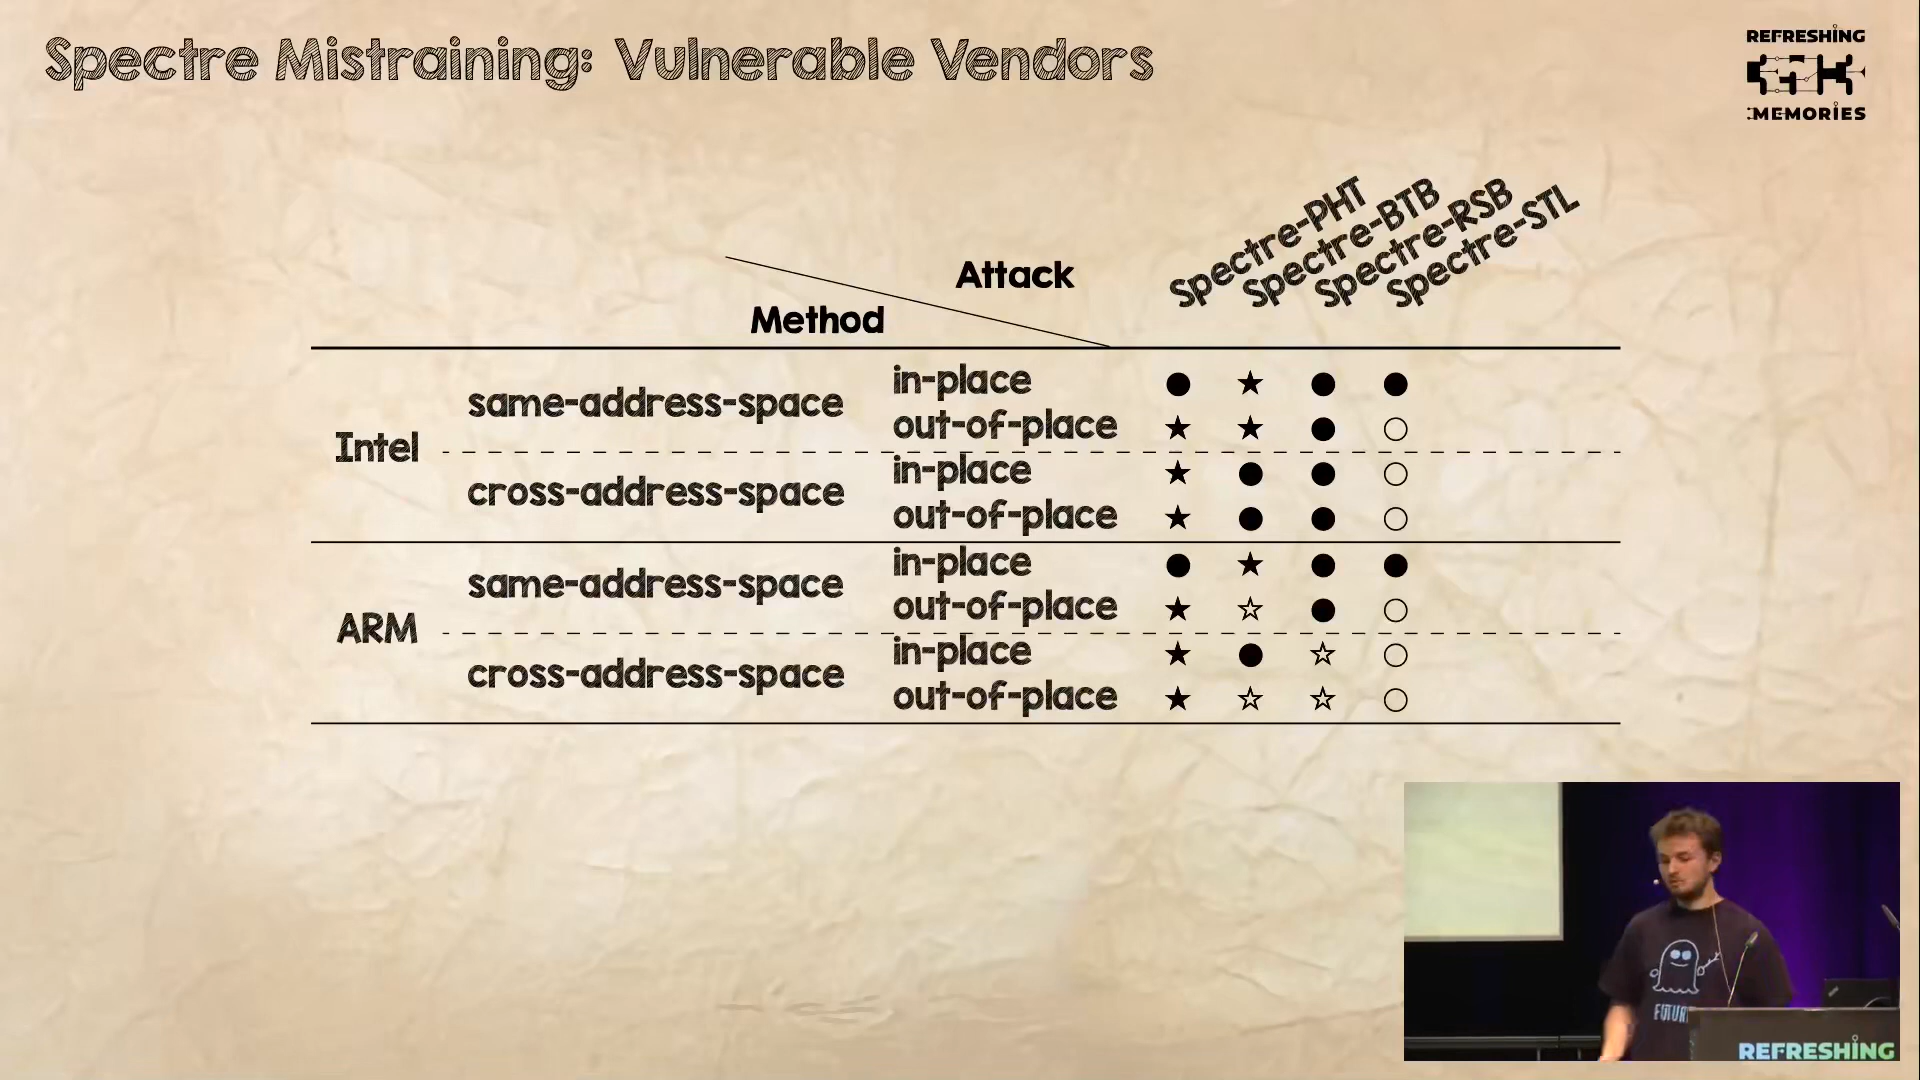 Spectre Mistraining: Vulnerable Vendors
REFRESHING
MEMORIES
Attack
Method
Spectre-PHT
Spectre-BTB
Spectre-RSB
Spectre-STL
Intel
same-address-space
in-place ● ★ ● ●
out-of-place ★ ★ ● ○
cross-address-space
in-place ★ ● ● ○
out-of-place ★ ● ● ○
ARM
same-address-space
in-place ● ★ ● ●
out-of-place ★ ☆ ● ○
cross-address-space
in-place ★ ● ☆ ○
out-of-place ★ ☆ ☆ ○
REFRESHING